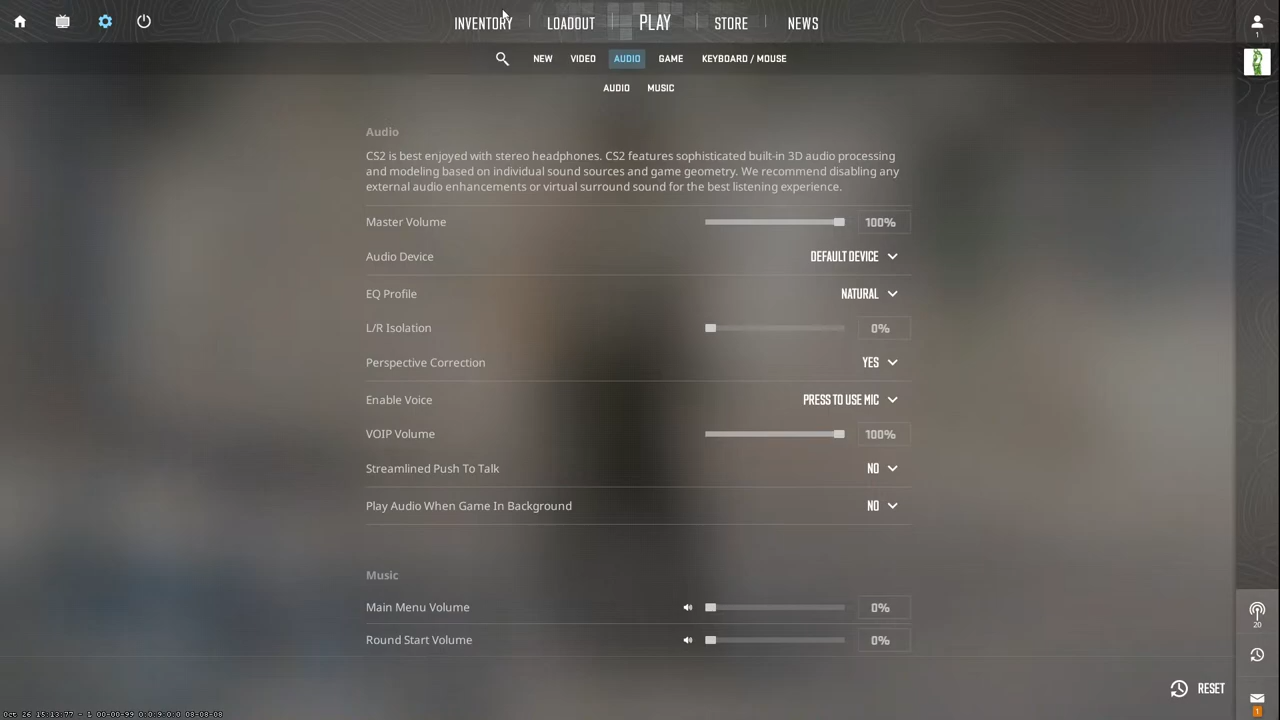 INVENTORY
LOADOUT
PLAY
STORE
NEWS
1
NEW
VIDEO
AUDIO
GAME
KEYBOARD / MOUSE
AUDIO
MUSIC
Audio
CS2 is best enjoyed with stereo headphones. CS2 features sophisticated built-in 3D audio processing
and modeling based on individual sound sources and game geometry. We recommend disabling any
external audio enhancements or virtual surround sound for the best listening experience.
Master Volume
100%
Audio Device
DEFAULT DEVICE
EQ Profile
NATURAL
L/R Isolation
0%
Perspective Correction
YES
Enable Voice
PRESS TO USE MIC
VOIP Volume
100%
Streamlined Push To Talk
NO
Play Audio When Game In Background
NO
Music
Main Menu Volume
0%
Round Start Volume
0%
20
RESET
1